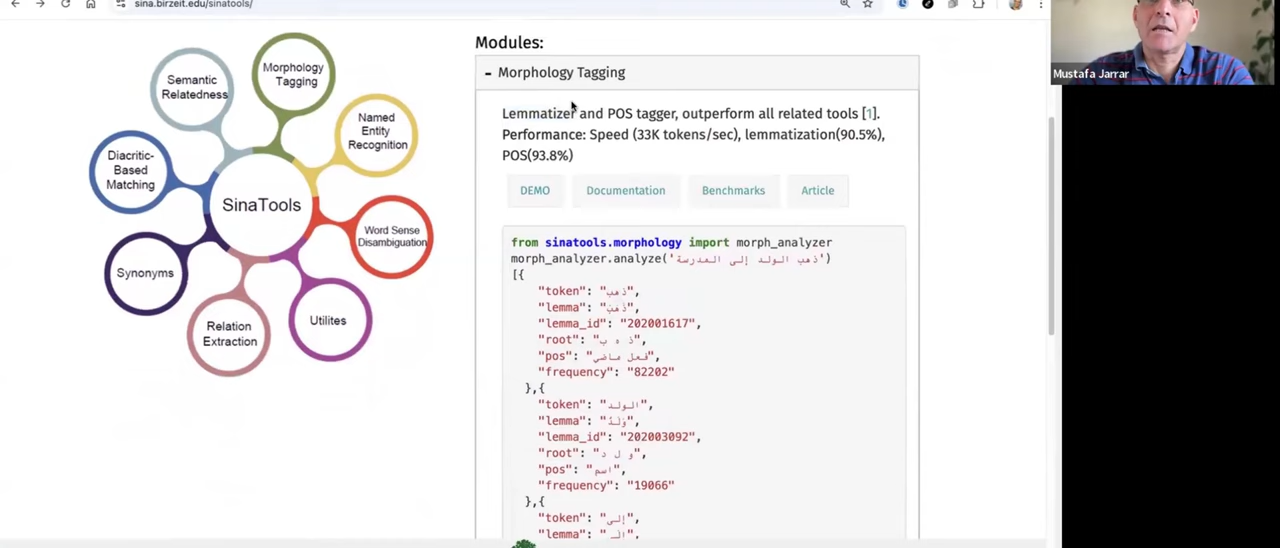 sina.birzeit.edu/sinatools/
Mustafa Jarrar
Semantic
Relatedness
Morphology
Tagging
Named
Entity
Recognition
Diacritic-
Based
Matching
SinaTools
Word Sense
Disambiguation
Synonyms
Relation
Extraction
Utilites
Modules:
- Morphology Tagging
Lemmatizer and POS tagger, outperform all related tools [1].
Performance: Speed (33K tokens/sec), lemmatization(90.5%),
POS(93.8%)
DEMO Documentation Benchmarks Article
from sinatools.morphology import morph_analyzer
morph_analyzer.analyze('ذهب الولد إلى المدرسة')
[{
"token": "ذهب",
"lemma": "ذَهَبَ",
"lemma_id": "202001617",
"root": "ذ ه ب",
"pos": "فعل ماضي",
"frequency": "82202"
},{
"token": "الولد",
"lemma": "وَلَدٌ",
"lemma_id": "202003092",
"root": "و ل د",
"pos": "اسم",
"frequency": "19066"
},{
"token": "إلى",
"lemma":